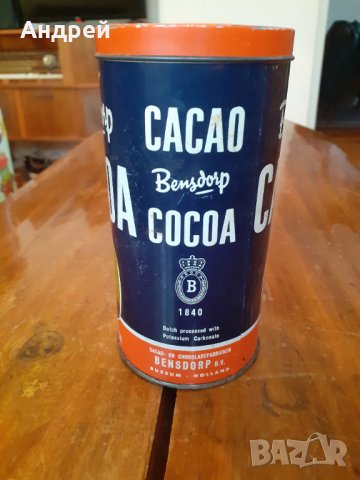 Андрей
CACAO
Bensdorp
COCOA
B
1840
Dutch processed with
Potassium Carbonate
CACAO- EN CHOCOLADEFABRIEKEN
BENSDORP B.V.
BUSSUM - HOLLAND
BAZAR